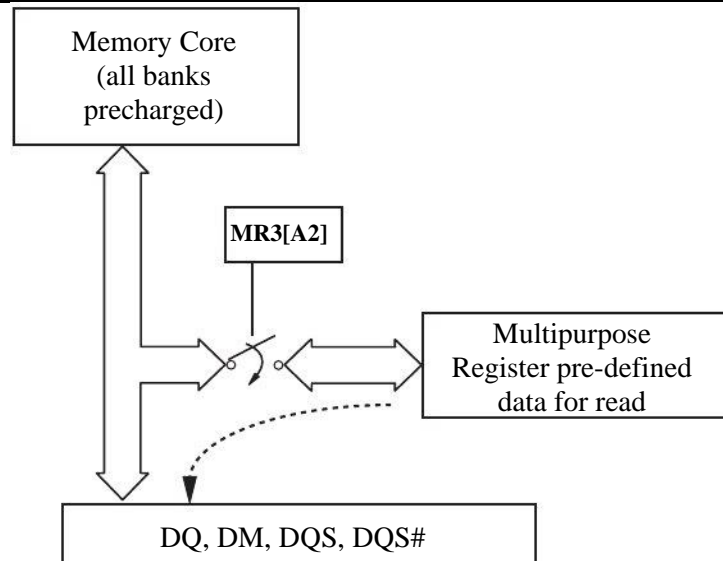 Memory Core
(all banks
precharged)
MR3[A2]
Multipurpose
Register pre-defined
data for read
DQ, DM, DQS, DQS#